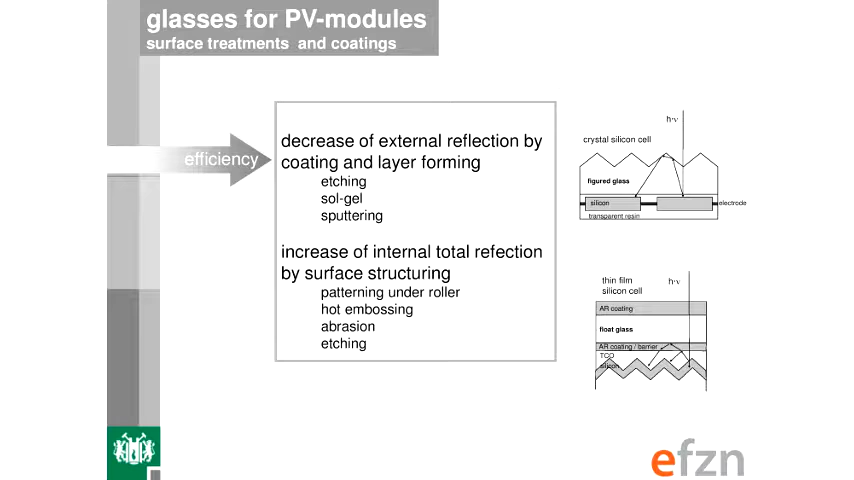 glasses for PV-modules
surface treatments and coatings
efficiency
decrease of external reflection by
coating and layer forming
etching
sol-gel
sputtering
increase of internal total refection
by surface structuring
patterning under roller
hot embossing
abrasion
etching
h·ν
crystal silicon cell
figured glass
silicon
electrode
transparent resin
thin film
silicon cell
h·ν
AR coating
float glass
AR coating / barrier
TCO
silicon
efzn